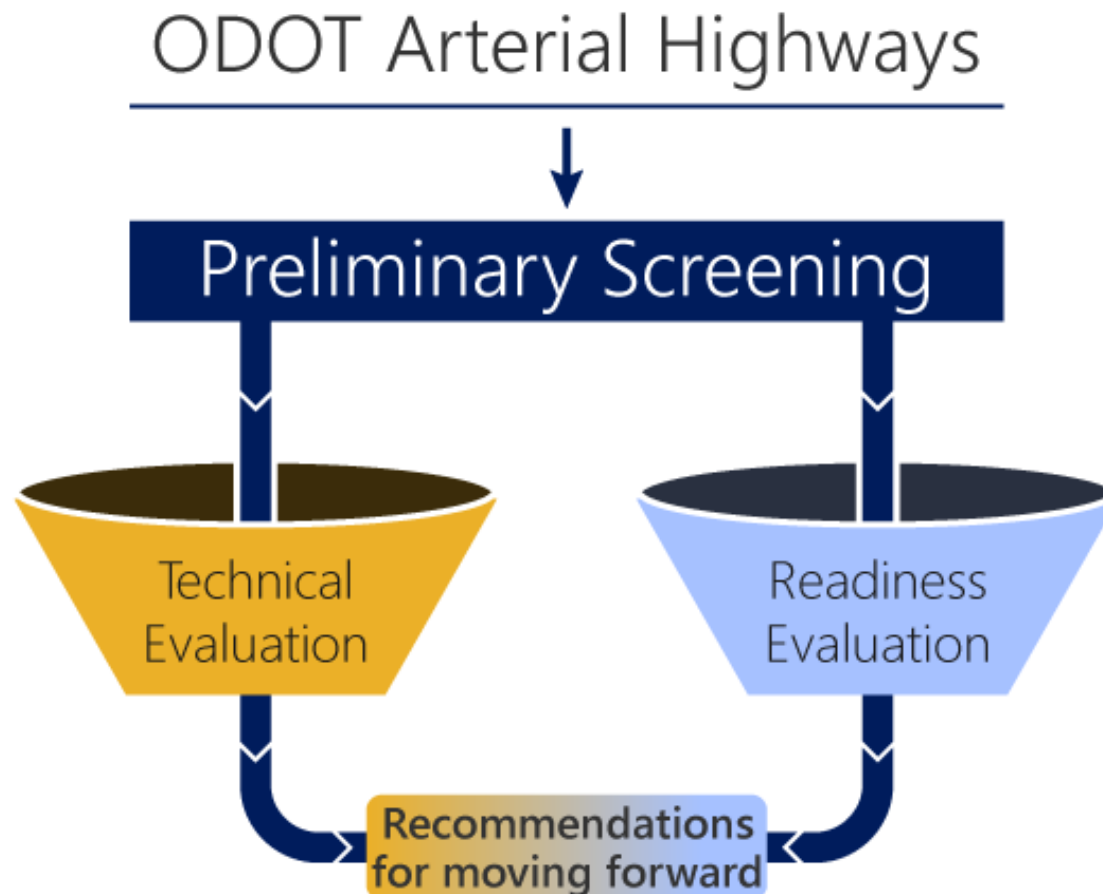 ODOT Arterial Highways
Preliminary Screening
Technical
Evaluation
Readiness
Evaluation
Recommendations
for moving forward